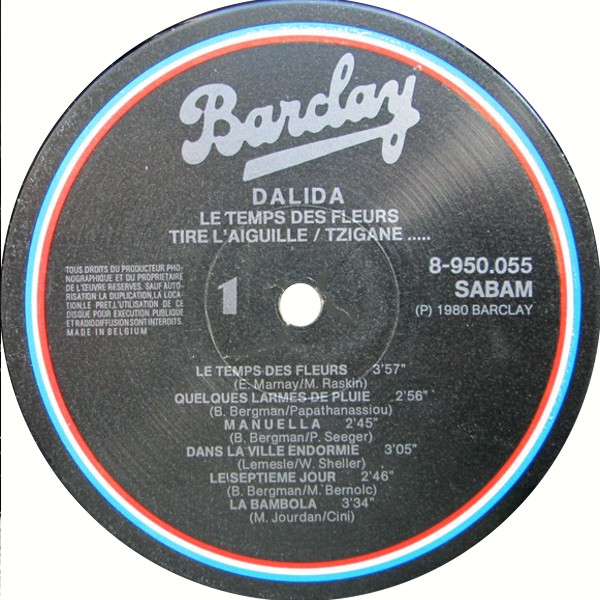 Barclay
DALIDA
LE TEMPS DES FLEURS
TIRE L'AIGUILLE / TZIGANE .....
TOUS DROITS DU PRODUCTEUR PHO-
NOGRAPHIQUE ET DU PROPRIETAIRE
DE L'ŒUVRE RESERVES. SAUF AUTO-
RISATION: LA DUPLICATION, LA LOCA-
TION, LE PRET, L'UTILISATION DE CE
DISQUE POUR EXECUTION PUBLIQUE
ET RADIODIFFUSION SONT INTERDITS.
MADE IN BELGIUM
1
8-950.055
SABAM
(P) 1980 BARCLAY
LE TEMPS DES FLEURS 3'57"
(E. Marnay/M. Raskin)
QUELQUES LARMES DE PLUIE 2'56"
(B. Bergman/Papathanassiou)
MANUELLA 2'45"
(B. Bergman/P. Seeger)
DANS LA VILLE ENDORMIE 3'05"
(Lemesle/W. Sheller)
LE SEPTIEME JOUR 2'46"
(B. Bergman/M. Bernolc)
LA BAMBOLA 3'34"
(M. Jourdan/Cini)